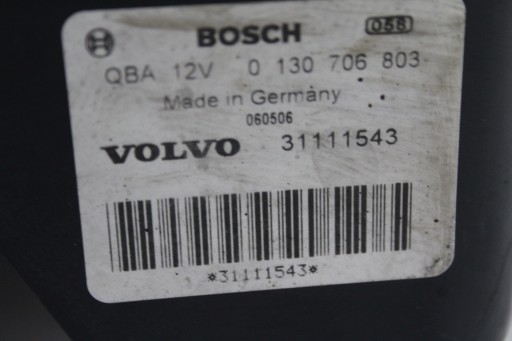 BOSCH 058
QBA 12V 0 130 706 803
Made in Germany
060506
VOLVO 31111543
*31111543*